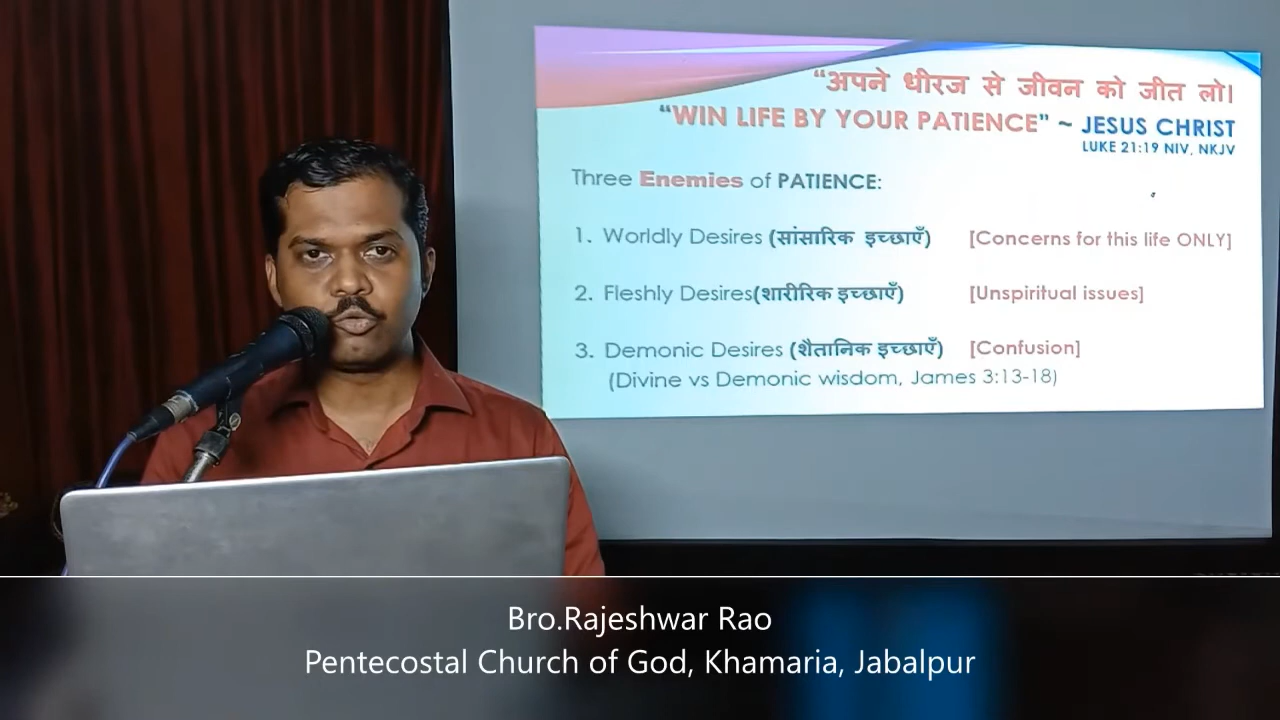 “अपने धीरज से जीवन को जीत लो।
“WIN LIFE BY YOUR PATIENCE” ~ JESUS CHRIST
LUKE 21:19 NIV, NKJV
Three Enemies of PATIENCE:
1. Worldly Desires (सांसारिक इच्छाएँ) [Concerns for this life ONLY]
2. Fleshly Desires(शारीरिक इच्छाएँ) [Unspiritual issues]
3. Demonic Desires (शैतानिक इच्छाएँ) [Confusion]
(Divine vs Demonic wisdom, James 3:13-18)
Bro.Rajeshwar Rao
Pentecostal Church of God, Khamaria, Jabalpur